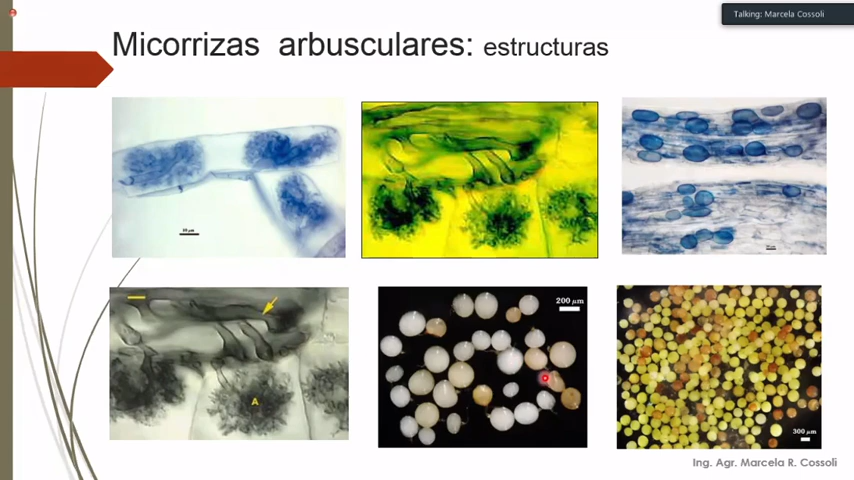 Talking: Marcela Cossoli
Micorrizas arbusculares: estructuras
A
200 µm
300 µm
Ing. Agr. Marcela R. Cossoli